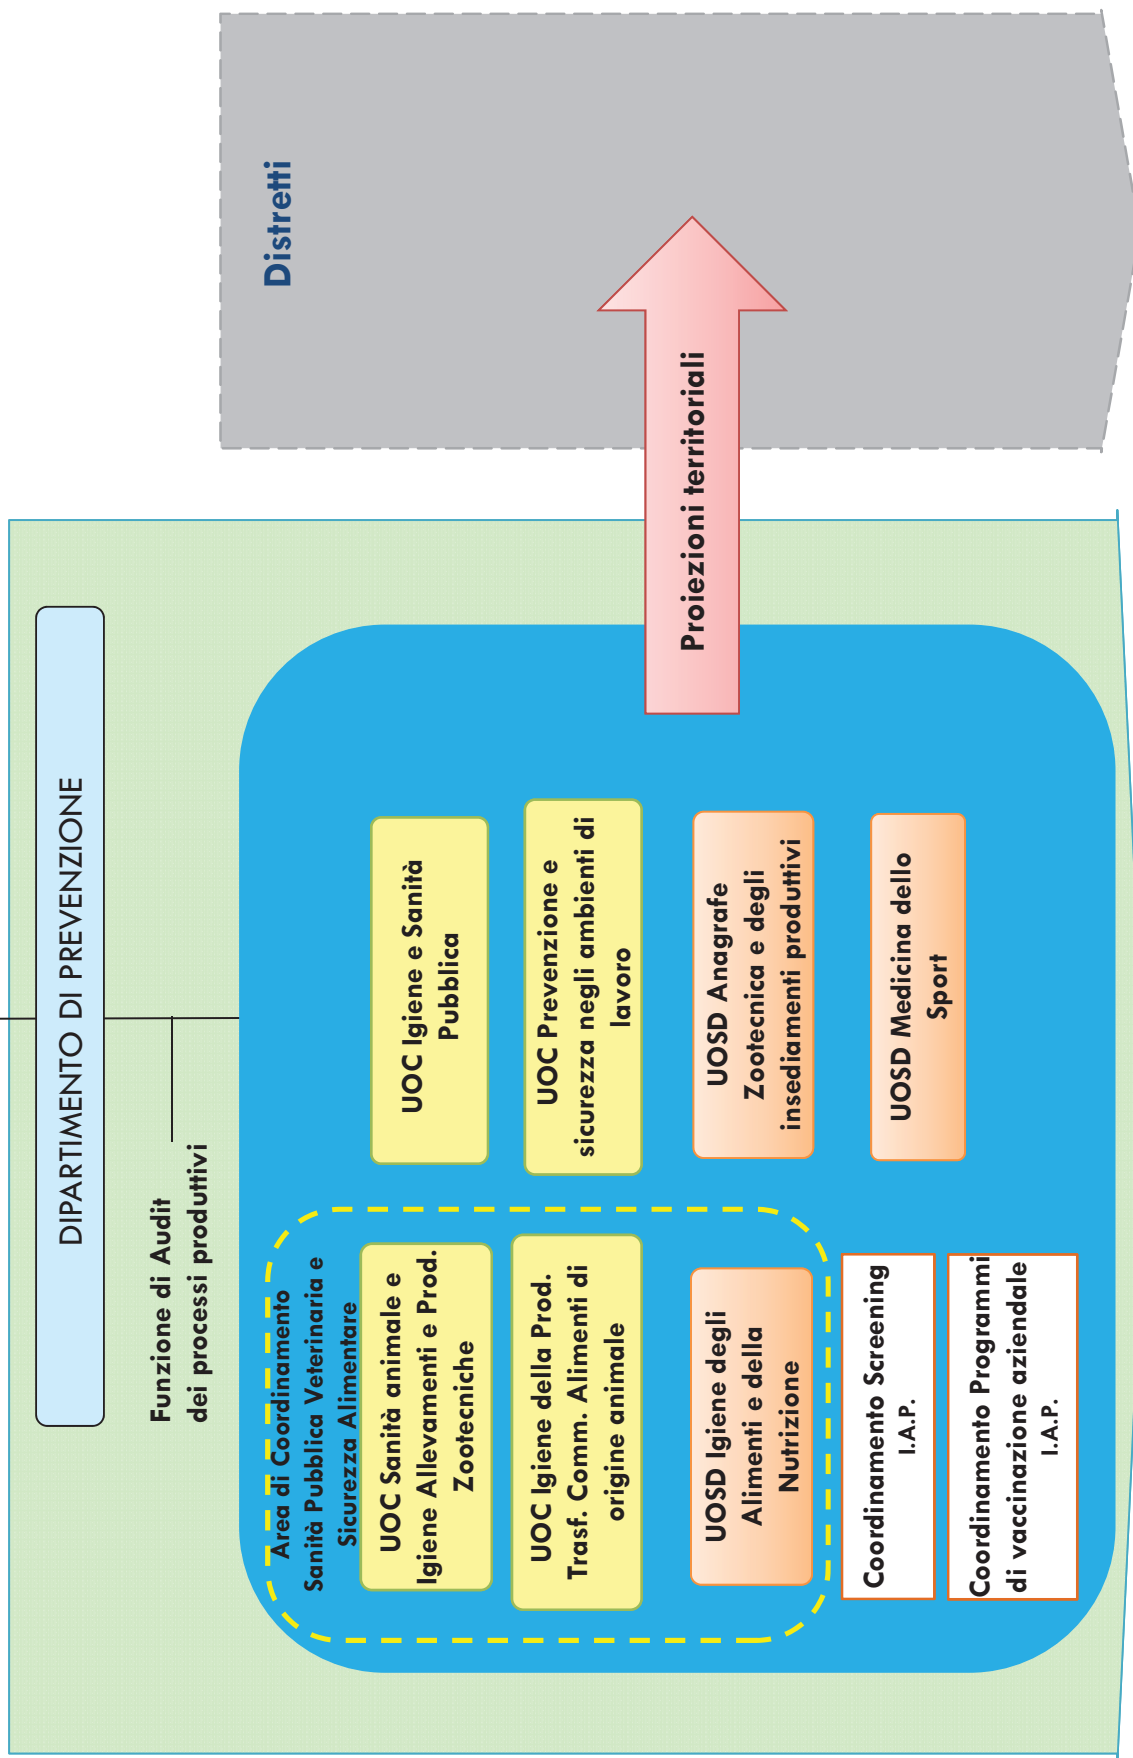 DIPARTIMENTO DI PREVENZIONE
Funzione di Audit
dei processi produttivi
Area di Coordinamento
Sanità Pubblica Veterinaria e
Sicurezza Alimentare
UOC Sanità animale e
Igiene Allevamenti e Prod.
Zootecniche
UOC Igiene della Prod.
Trasf. Comm. Alimenti di
origine animale
UOSD Igiene degli
Alimenti e della
Nutrizione
Coordinamento Screening
I.A.P.
Coordinamento Programmi
di vaccinazione aziendale
I.A.P.
UOC Igiene e Sanità
Pubblica
UOC Prevenzione e
sicurezza negli ambienti di
lavoro
UOSD Anagrafe
Zootecnica e degli
insediamenti produttivi
UOSD Medicina dello
Sport
Proiezioni territoriali
Distretti